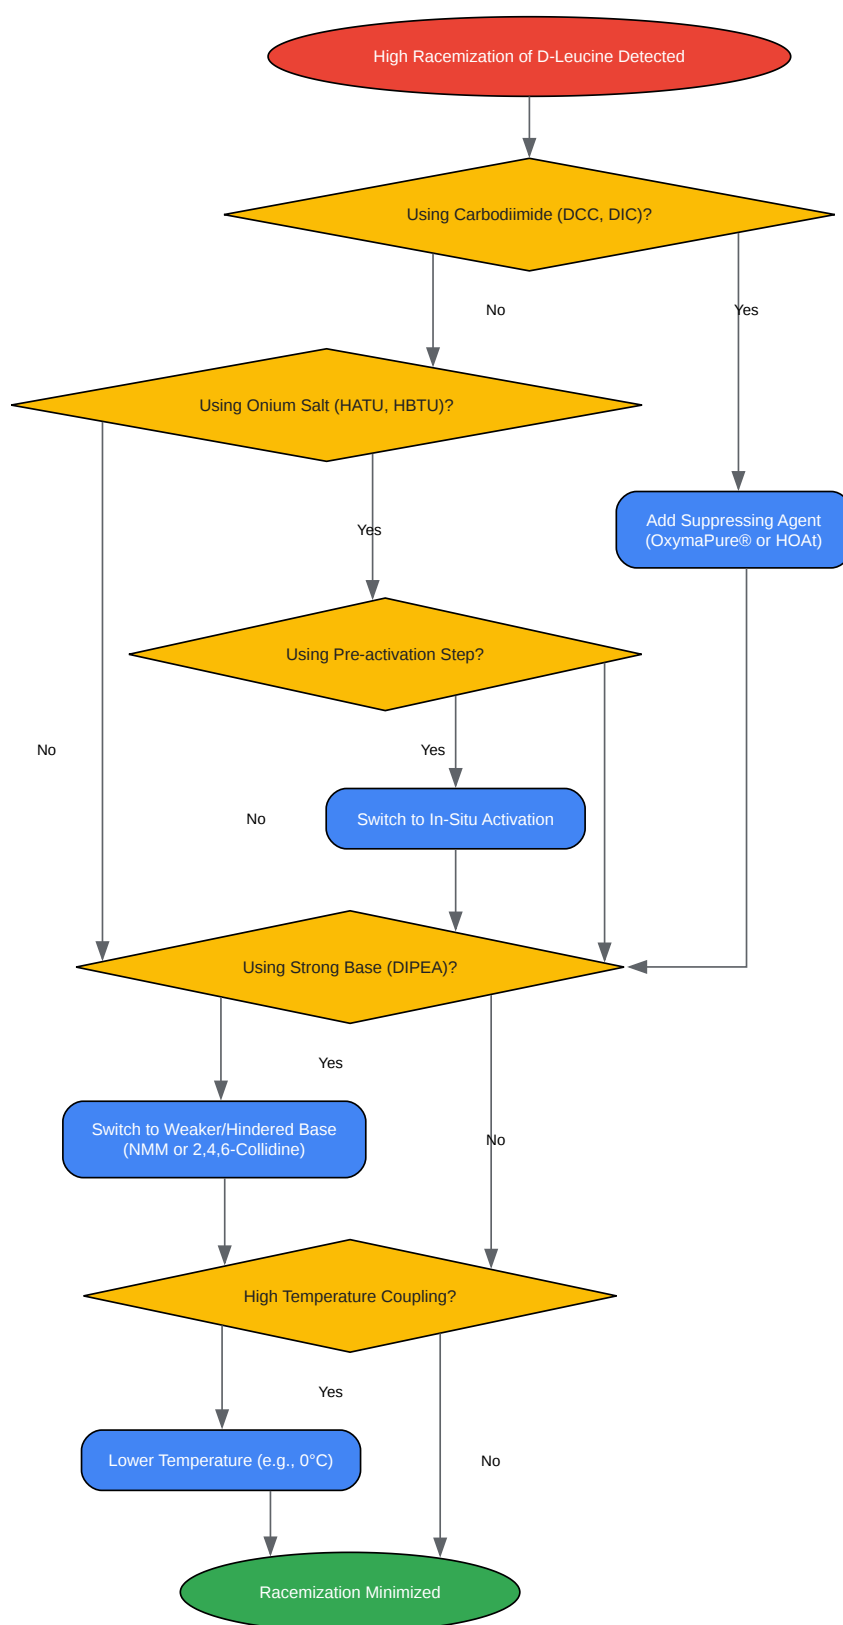 High Racemization of D-Leucine Detected
Using Carbodiimide (DCC, DIC)?
No
Yes
Using Onium Salt (HATU, HBTU)?
Add Suppressing Agent
(OxymaPure® or HOAt)
Yes
Using Pre-activation Step?
No
Yes
No
Switch to In-Situ Activation
Using Strong Base (DIPEA)?
Yes
Switch to Weaker/Hindered Base
(NMM or 2,4,6-Collidine)
No
High Temperature Coupling?
Yes
Lower Temperature (e.g., 0°C)
No
Racemization Minimized